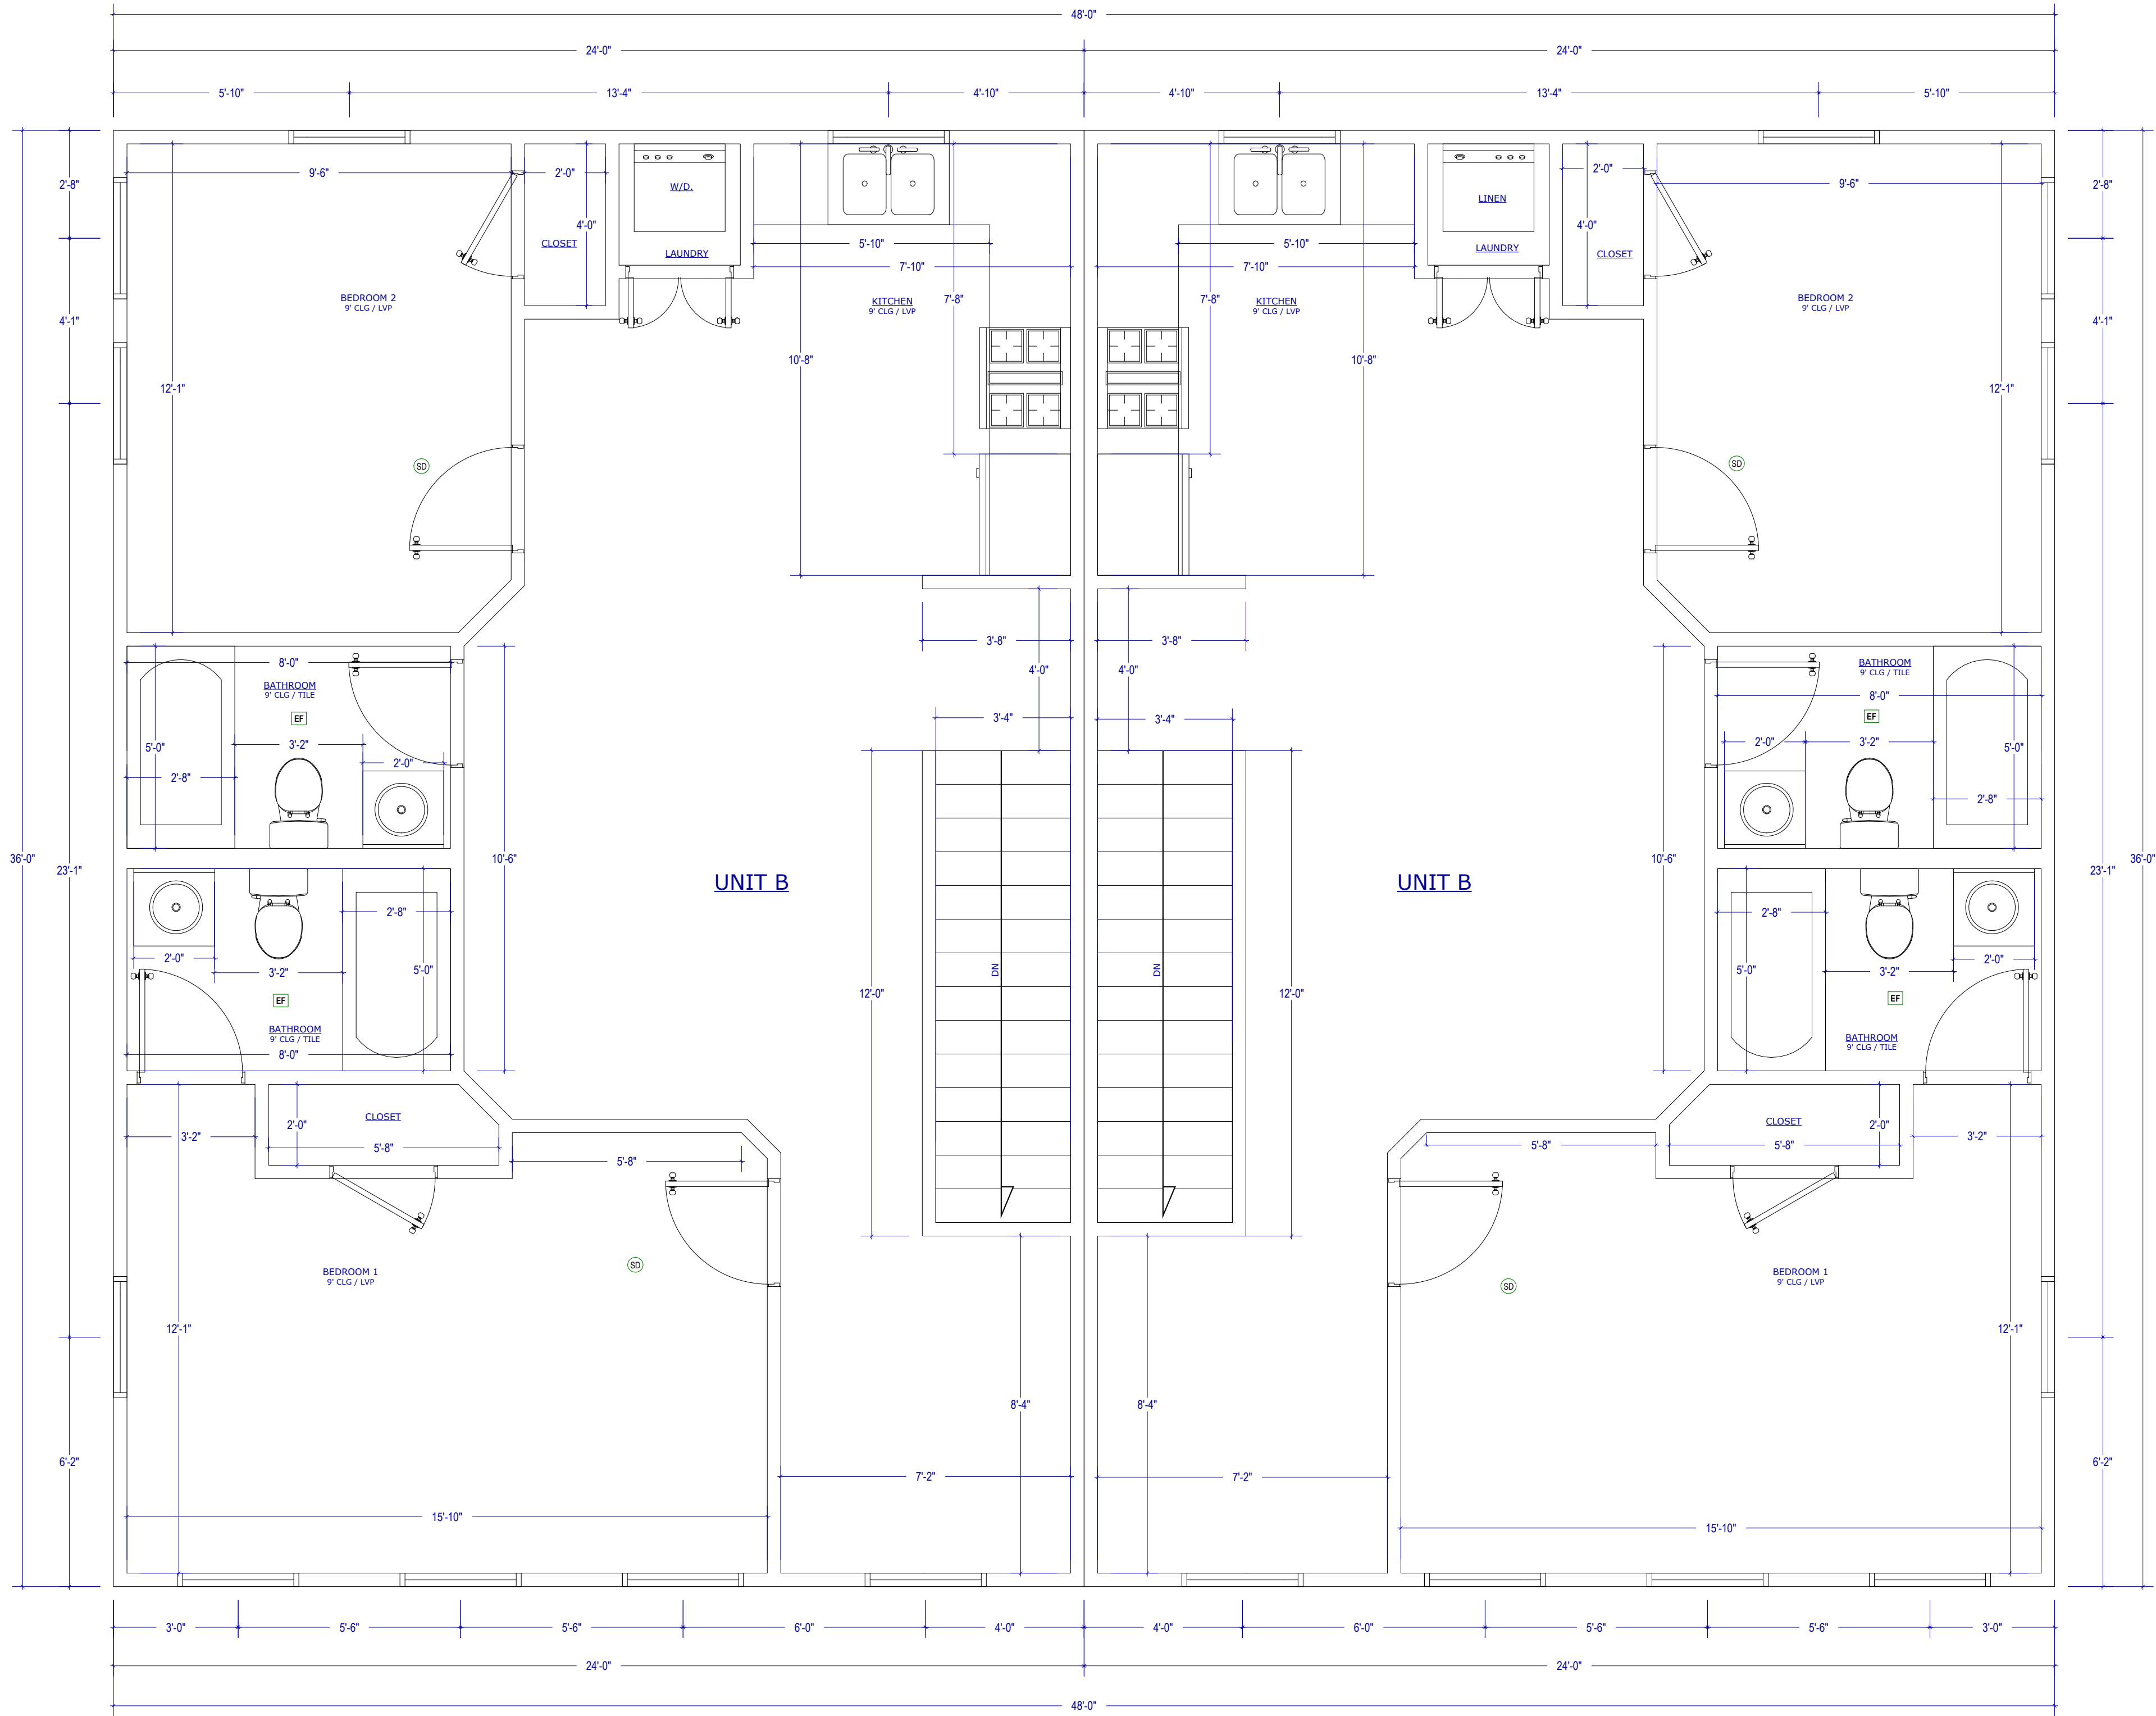 48'-0"
24'-0" 24'-0"
5'-10" 13'-4" 4'-10" 4'-10" 13'-4" 5'-10"
9'-6" 2'-0" 2'-0" 9'-6"
2'-8" 2'-8"
W/D. LINEN
4'-0" 4'-0"
CLOSET 5'-10" 5'-10" CLOSET
LAUNDRY LAUNDRY
7'-10" 7'-10"
BEDROOM 2 KITCHEN 7'-8" 7'-8" KITCHEN BEDROOM 2
9' CLG / LVP 9' CLG / LVP 9' CLG / LVP 9' CLG / LVP
4'-1" 4'-1"
10'-8" 10'-8"
12'-1" 12'-1"
SD SD
3'-8" 3'-8"
8'-0" 4'-0" 4'-0" BATHROOM
9' CLG / TILE
BATHROOM 8'-0"
9' CLG / TILE
EF 3'-4" 3'-4" EF
5'-0" 3'-2" 2'-0" 3'-2" 5'-0"
2'-0"
2'-8" 2'-8"
36'-0" 23'-1" 10'-6" 10'-6" 23'-1" 36'-0"
UNIT B UNIT B
2'-8" 2'-8"
2'-0" 2'-0"
3'-2" 5'-0" DN DN 5'-0" 3'-2"
EF 12'-0" 12'-0" EF
BATHROOM BATHROOM
9' CLG / TILE 9' CLG / TILE
8'-0"
CLOSET CLOSET
2'-0" 2'-0"
3'-2" 3'-2"
5'-8" 5'-8" 5'-8"
5'-8"
SD
BEDROOM 1 BEDROOM 1
9' CLG / LVP 9' CLG / LVP
SD
12'-1" 12'-1"
8'-4" 8'-4"
6'-2" 6'-2"
7'-2" 7'-2"
15'-10" 15'-10"
3'-0" 5'-6" 5'-6" 6'-0" 4'-0" 4'-0" 6'-0" 5'-6" 5'-6" 3'-0"
24'-0" 24'-0"
48'-0"